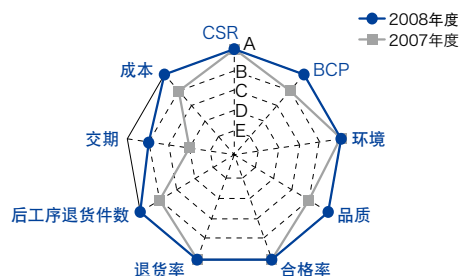 2008年度
2007年度
CSR
A
B
C
D
E
BCP
环境
品质
合格率
退货率
后工序退货件数
交期
成本